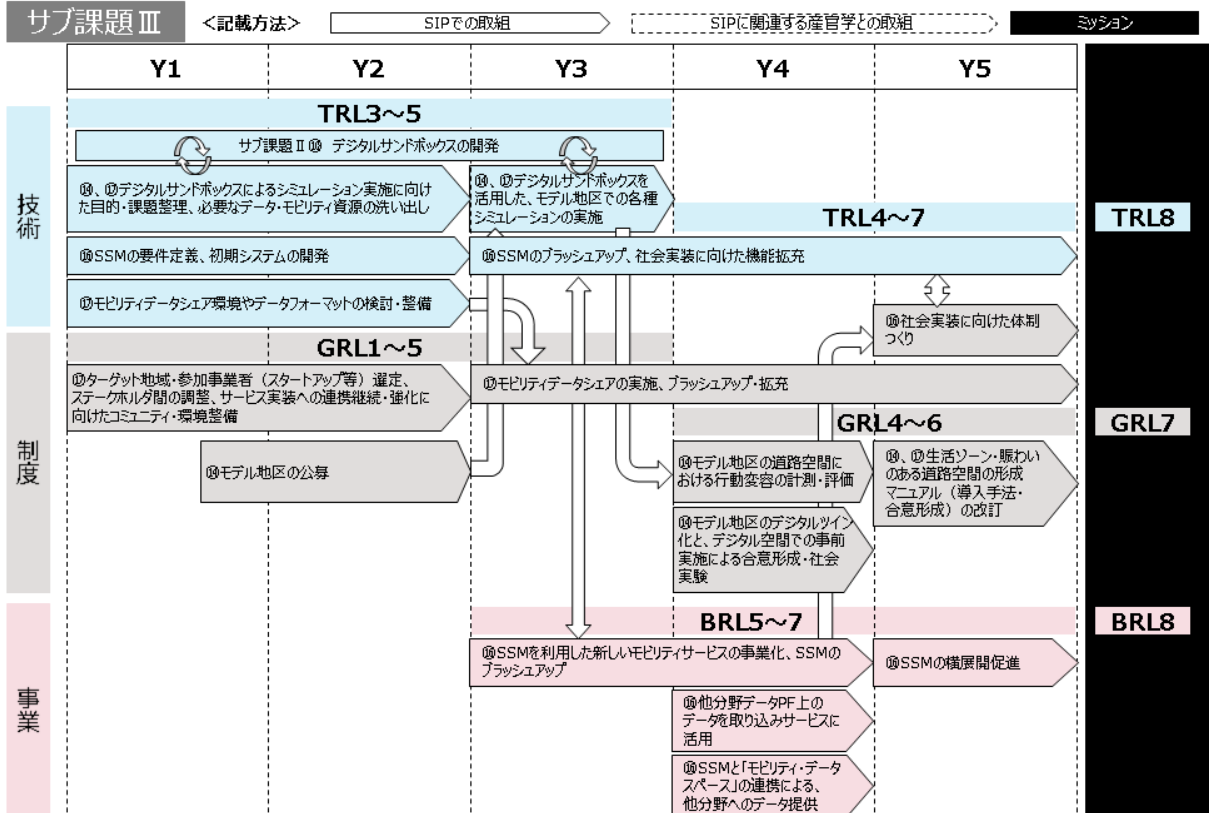 サブ課題Ⅲ
<記載方法>
SIPでの取組
SIPに関連する産官学との取組
ミッション
Y1
Y2
Y3
Y4
Y5
技術
TRL3～5
サブ課題Ⅱ デジタルサンドボックスの開発
⑭、⑰デジタルサンドボックスによるシミュレーション実施に向け
た目的・課題整理、必要なデータ・モビリティ資源の洗い出し
⑭、⑰デジタルサンドボックスを
活用した、モデル地区での各種
シミュレーションの実施
TRL4～7
TRL8
⑯SSMの要件定義、初期システムの開発
⑯SSMのブラッシュアップ、社会実装に向けた機能拡充
⑰モビリティデータシェア環境やデータフォーマットの検討・整備
⑯社会実装に向けた体制
づくり
制度
GRL1～5
⑰ターゲット地域・参加事業者（スタートアップ等）選定、
ステークホルダ間の調整、サービス実装への連携継続・強化に
向けたコミュニティ・環境整備
⑰モビリティデータシェアの実施、ブラッシュアップ・拡充
GRL4～6
GRL7
⑭モデル地区の公募
⑭モデル地区の道路空間に
おける行動変容の計測・評価
⑭、⑰生活ゾーン・賑わい
のある道路空間の形成
マニュアル（導入手法・
合意形成）の改訂
⑭モデル地区のデジタルツイン
化と、デジタル空間での事前
実施による合意形成・社会
実験
事業
BRL5～7
BRL8
⑯SSMを利用した新しいモビリティサービスの事業化、SSMの
ブラッシュアップ
⑯SSMの横展開促進
⑯他分野データPF上の
データを取り込みサービスに
活用
⑯SSMと「モビリティ・データ
スペース」の連携による、
他分野へのデータ提供